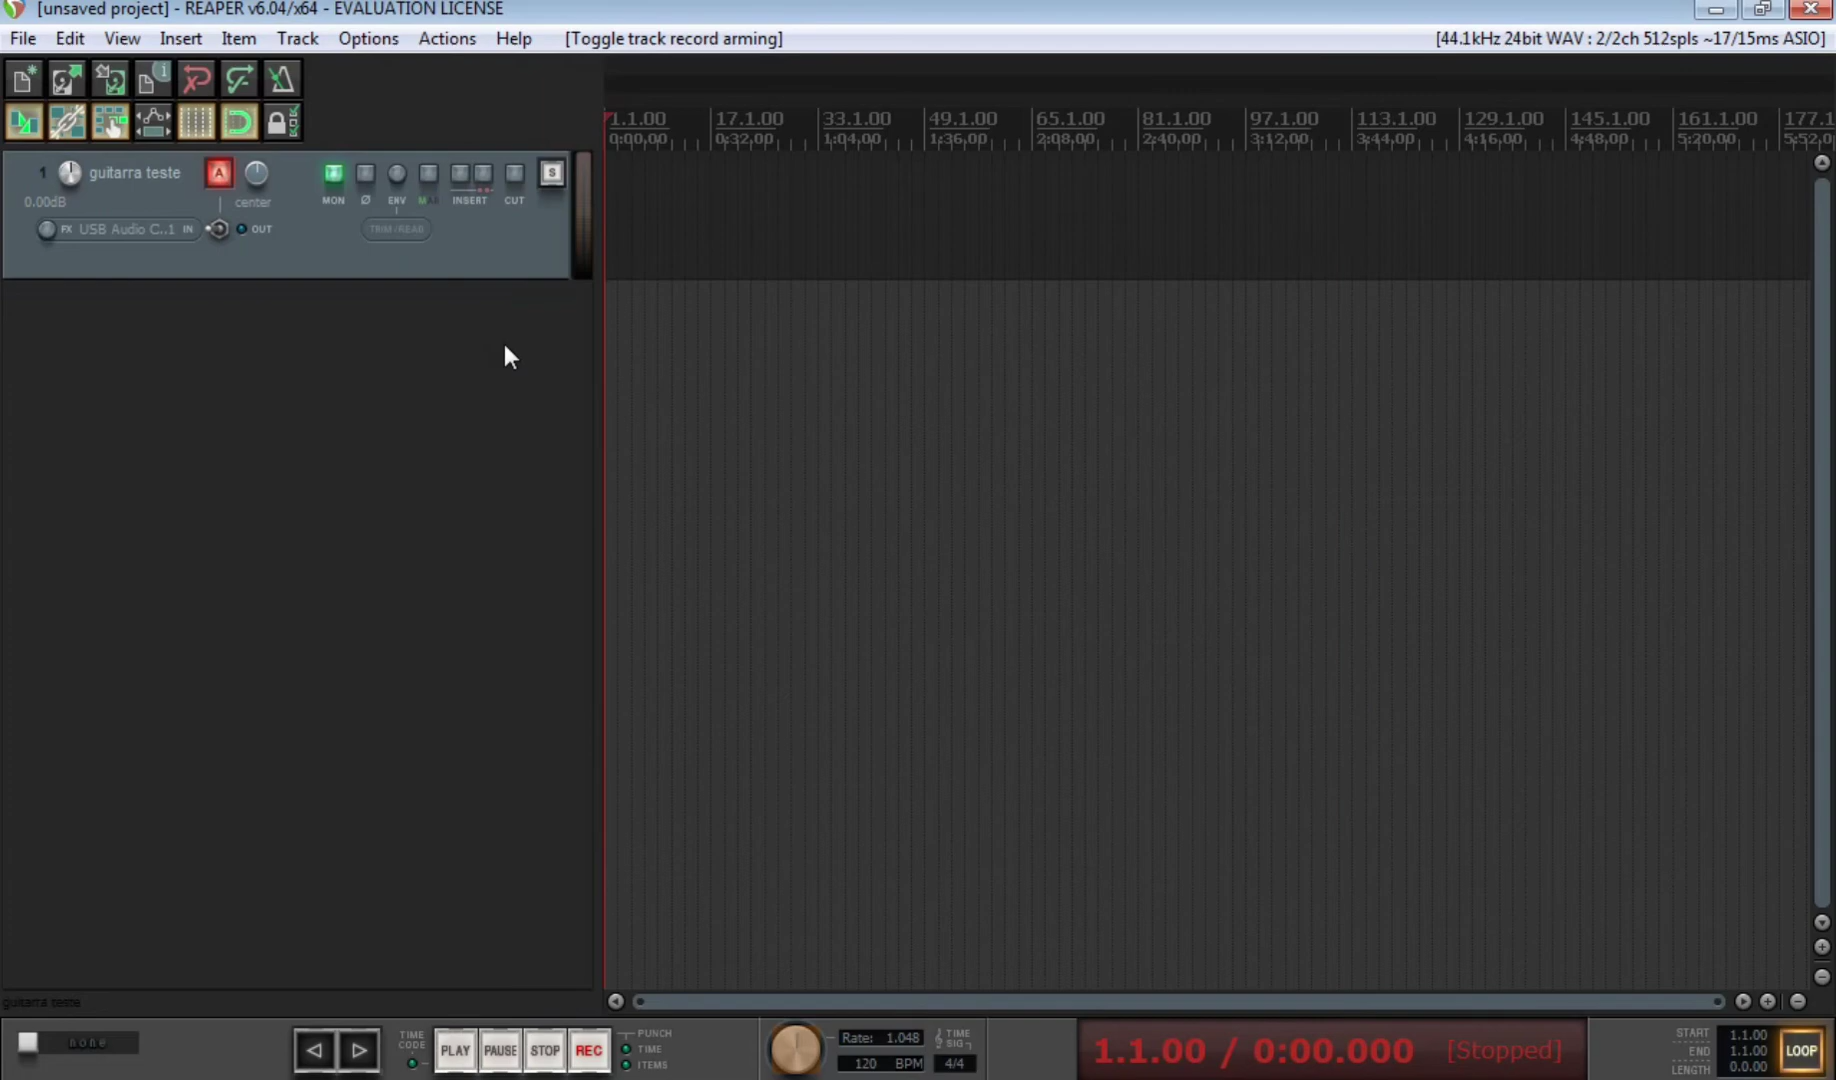 [unsaved project] - REAPER v6.04/x64 - EVALUATION LICENSE
File Edit View Insert Item Track Options Actions Help [Toggle track record arming] [44.1kHz 24bit WAV : 2/2ch 512spls ~17/15ms ASIO]
1.1.00 17.1.00 33.1.00 49.1.00 65.1.00 81.1.00 97.1.00 113.1.00 129.1.00 145.1.00 161.1.00 177.1
0:00.00 0:32.00 1:04.00 1:36.00 2:08.00 2:40.00 3:12.00 3:44.00 4:16.00 4:48.00 5:20.00 5:52.0
1 guitarra teste A S
0.00dB center MON Ø ENV INSERT CUT
FX USB Audio C..1 IN OUT TRIM/READ
guitarra teste
none
TIME CODE
PLAY PAUSE STOP REC
PUNCH
TIME
ITEMS
Rate: 1.048 TIME SIG
120 BPM 4/4
1.1.00 / 0:00.000 [Stopped]
START 1.1.00
END 1.1.00
LENGTH 0.0.00
LOOP